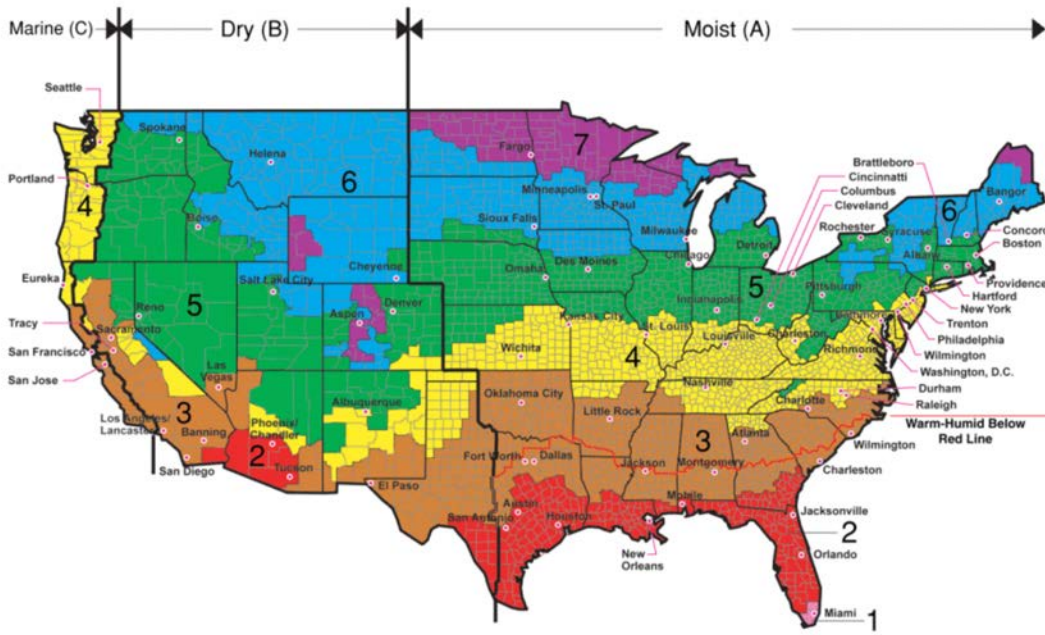 Marine (C)
Dry (B)
Moist (A)
Seattle
Spokane
Helena
Fargo
7
Brattleboro
Cincinnatti
Columbus
Cleveland
Rochester
Bangor
6
Portland
4
6
Minneapolis
St. Paul
Boise
Sioux Falls
Milwaukee
Detroit
Syracuse
Albany
Concord
Boston
Eureka
Salt Lake City
Cheyenne
Omaha
Des Moines
Chicago
Providence
Hartford
New York
Reno
5
Aspen
Denver
Indianapolis
5
Pittsburgh
Trenton
Tracy
Sacramento
Kansas City
St. Louis
Louisville
Charleston
Baltimore
Philadelphia
San Francisco
Wichita
4
Richmond
Wilmington
San Jose
Las
Vegas
Nashville
Washington, D.C.
Durham
Albuquerque
Oklahoma City
Charlotte
Raleigh
3
Los Angeles/
Lancaster
Banning
Phoenix/
Chandler
Little Rock
3
Atlanta
Warm-Humid Below
Red Line
2
Tucson
Wilmington
San Diego
El Paso
Fort Worth
Dallas
Jackson
Montgomery
Charleston
Mobile
Austin
San Antonio
Houston
Jacksonville
2
New
Orleans
Orlando
Miami
1